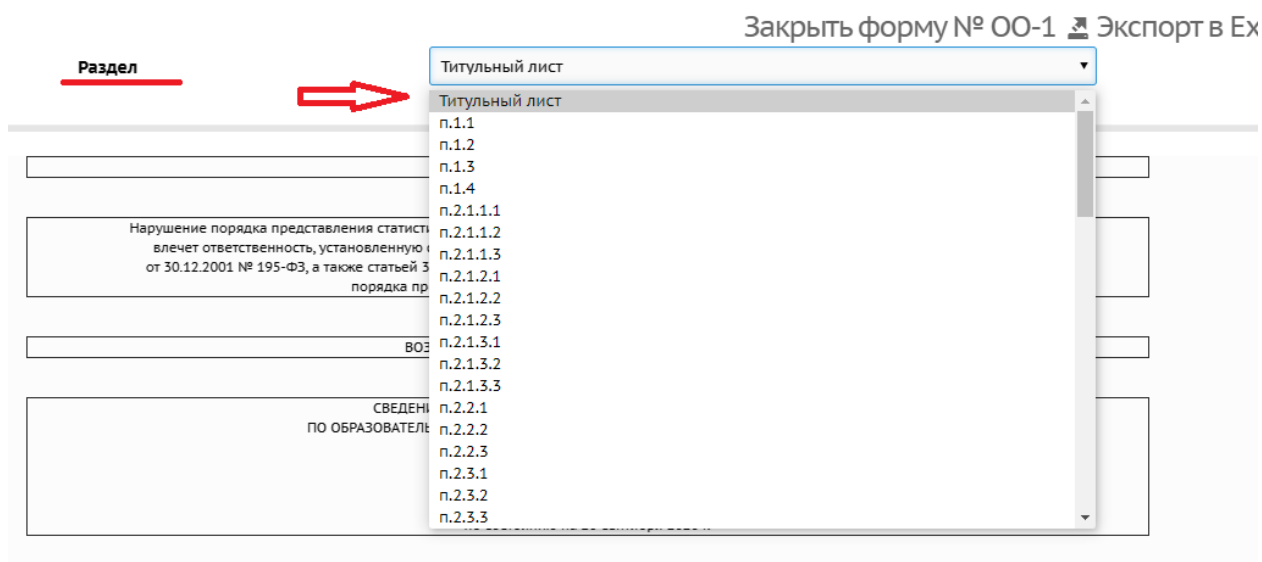 Закрыть форму № ОО-1 Экспорт в Ex
Раздел
Титульный лист
Титульный лист
п.1.1
п.1.2
п.1.3
п.1.4
п.2.1.1.1
п.2.1.1.2
п.2.1.1.3
п.2.1.2.1
п.2.1.2.2
п.2.1.2.3
п.2.1.3.1
п.2.1.3.2
п.2.1.3.3
п.2.2.1
п.2.2.2
п.2.2.3
п.2.3.1
п.2.3.2
п.2.3.3
Нарушение порядка представления статисти
влечет ответственность, установленную
от 30.12.2001 № 195-ФЗ, а также статьей 3
порядка пр
ВОЗ
СВЕДЕНИ
ПО ОБРАЗОВАТЕЛЬ